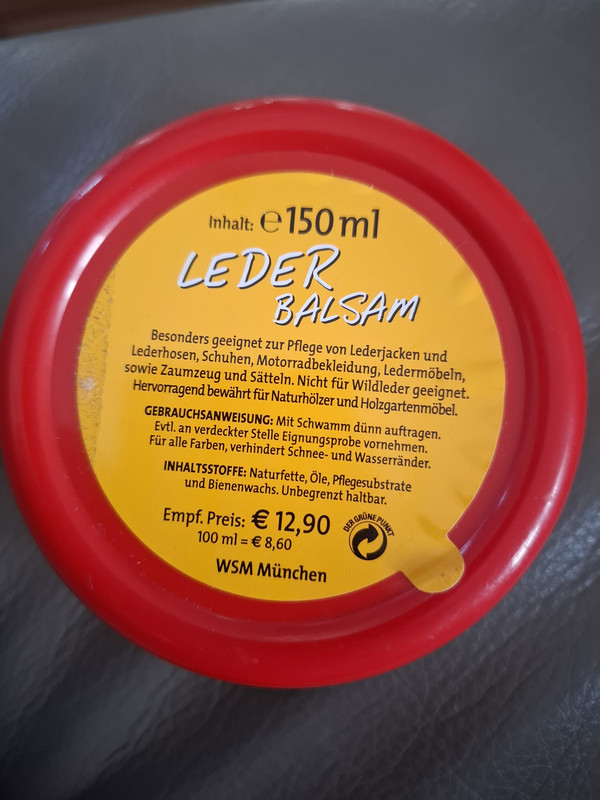 Inhalt: ℮ 150 ml
LEDER
BALSAM
Besonders geeignet zur Pflege von Lederjacken und
Lederhosen, Schuhen, Motorradbekleidung, Ledermöbeln,
sowie Zaumzeug und Sätteln. Nicht für Wildleder geeignet.
Hervorragend bewährt für Naturhölzer und Holzgartenmöbel.
GEBRAUCHSANWEISUNG: Mit Schwamm dünn auftragen.
Evtl. an verdeckter Stelle Eignungsprobe vornehmen.
Für alle Farben, verhindert Schnee- und Wasserränder.
INHALTSSTOFFE: Naturfette, Öle, Pflegesubstrate
und Bienenwachs. Unbegrenzt haltbar.
Empf. Preis: € 12,90
100 ml = € 8,60
DER GRÜNE PUNKT
WSM München